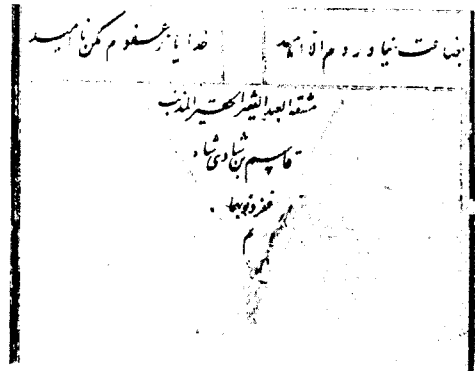 بضاعت نیاوردم الا امید
خدایا ز عفوم مکن ناامید
مشقه العبد الفقیر الحقیر المذنب
قاسم بن شادی شاه
غفر ذنوبهما
م